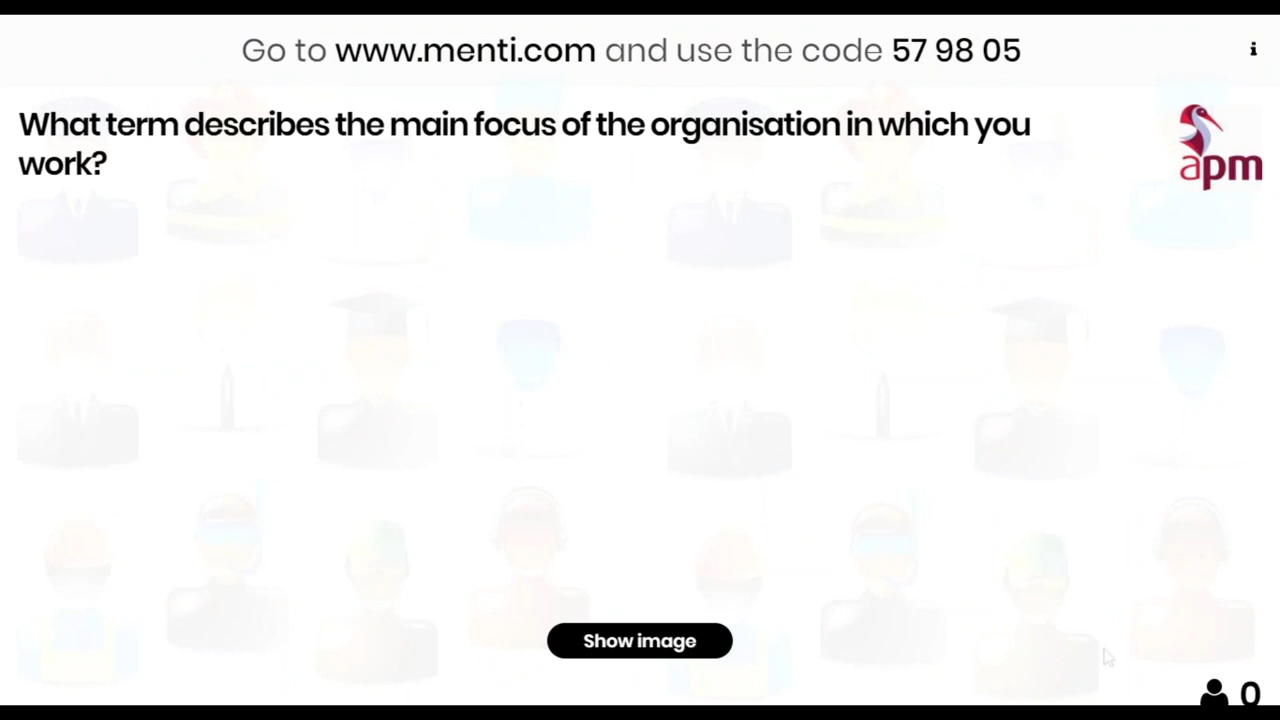 Go to www.menti.com and use the code 57 98 05
i
What term describes the main focus of the organisation in which you
work?
apm
Show image
0